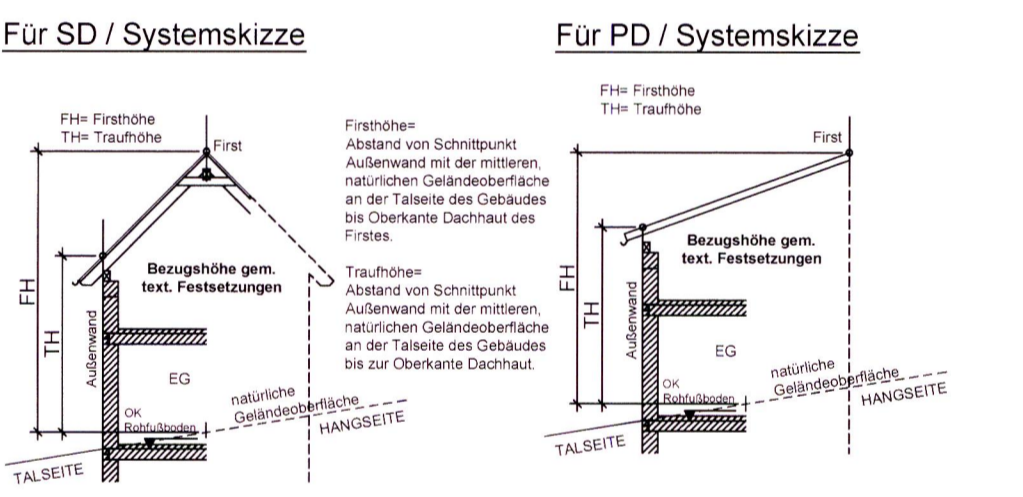 Für SD / Systemskizze
FH= Firsthöhe
TH= Traufhöhe
First
Bezugshöhe gem.
text. Festsetzungen
FH
TH
Außenwand
EG
OK
Rohfußboden
natürliche
Geländeoberfläche
HANGSEITE
TALSEITE
Firsthöhe=
Abstand von Schnittpunkt
Außenwand mit der mittleren,
natürlichen Geländeoberfläche
an der Talseite des Gebäudes
bis Oberkante Dachhaut des
Firstes.
Traufhöhe=
Abstand von Schnittpunkt
Außenwand mit der mittleren,
natürlichen Geländeoberfläche
an der Talseite des Gebäudes
bis zur Oberkante Dachhaut.
Für PD / Systemskizze
FH= Firsthöhe
TH= Traufhöhe
First
Bezugshöhe gem.
text. Festsetzungen
FH
TH
Außenwand
EG
OK
Rohfußboden
natürliche
Geländeoberfläche
HANGSEITE
TALSEITE